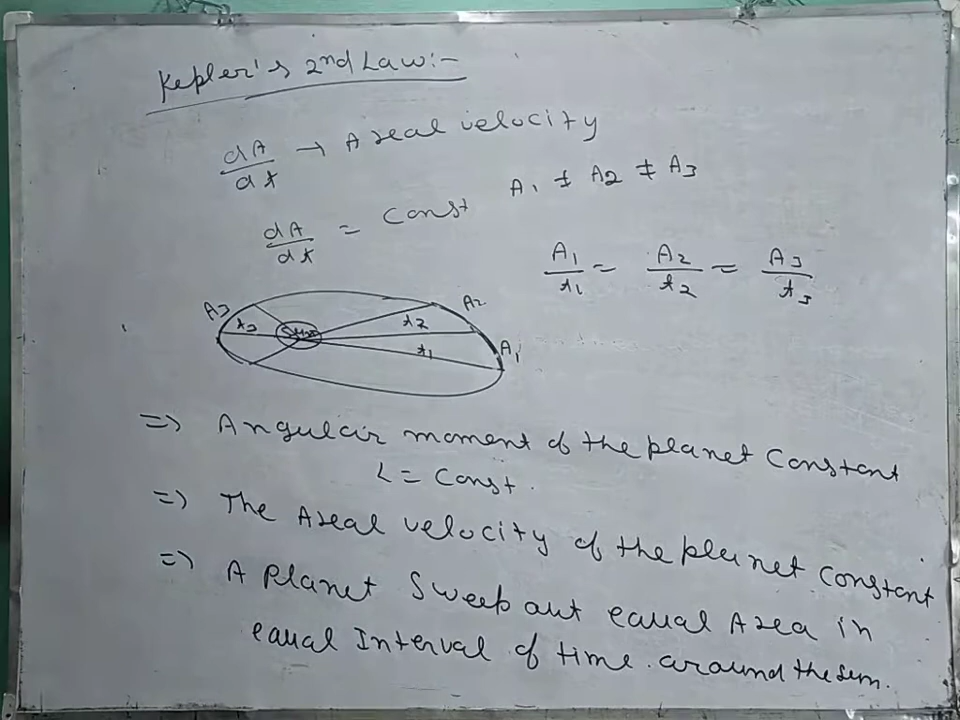 Kepler's 2nd Law:-
dA/dt → Areal velocity
A1 ≠ A2 ≠ A3
dA/dt = Const
A1/t1 = A2/t2 = A3/t3
A3 t3 Sun t2 A2
t1 A1
=> Angular moment of the planet Constant
L = Const.
=> The Areal velocity of the planet Constant
=> A Planet Sweep out equal Area in
equal Interval of time. around the sun.